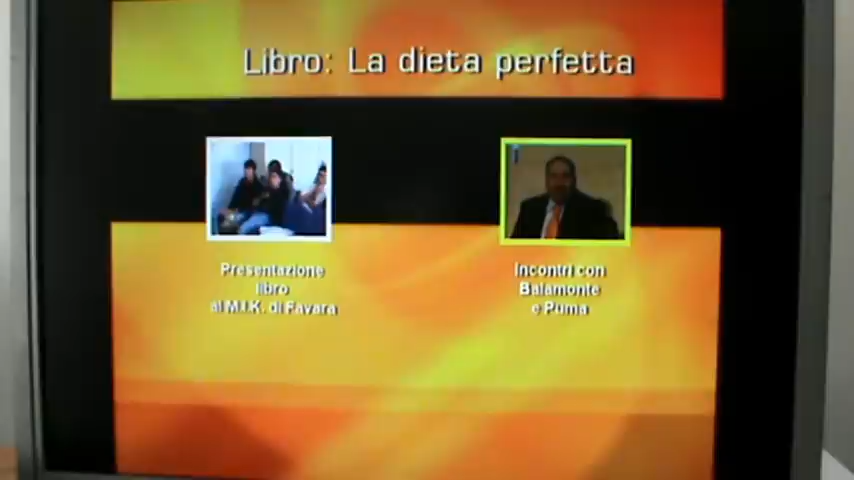 Libro: La dieta perfetta
Presentazione
libro
al M.I.K. di Favara
Incontri con
Balamonte
e Puma